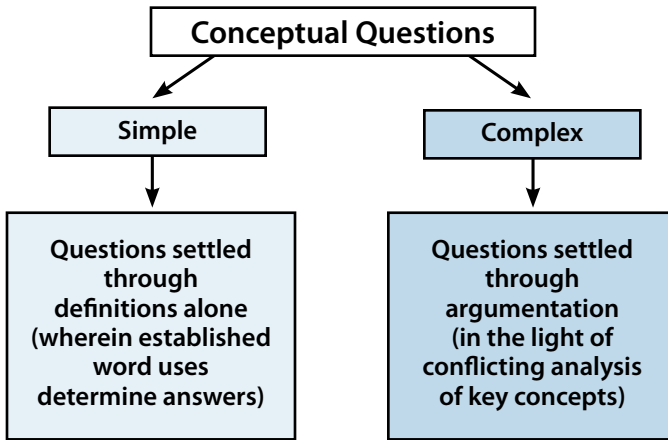 Conceptual Questions
Simple
Complex
Questions settled
through
definitions alone
(wherein established
word uses
determine answers)
Questions settled
through
argumentation
(in the light of
conflicting analysis
of key concepts)